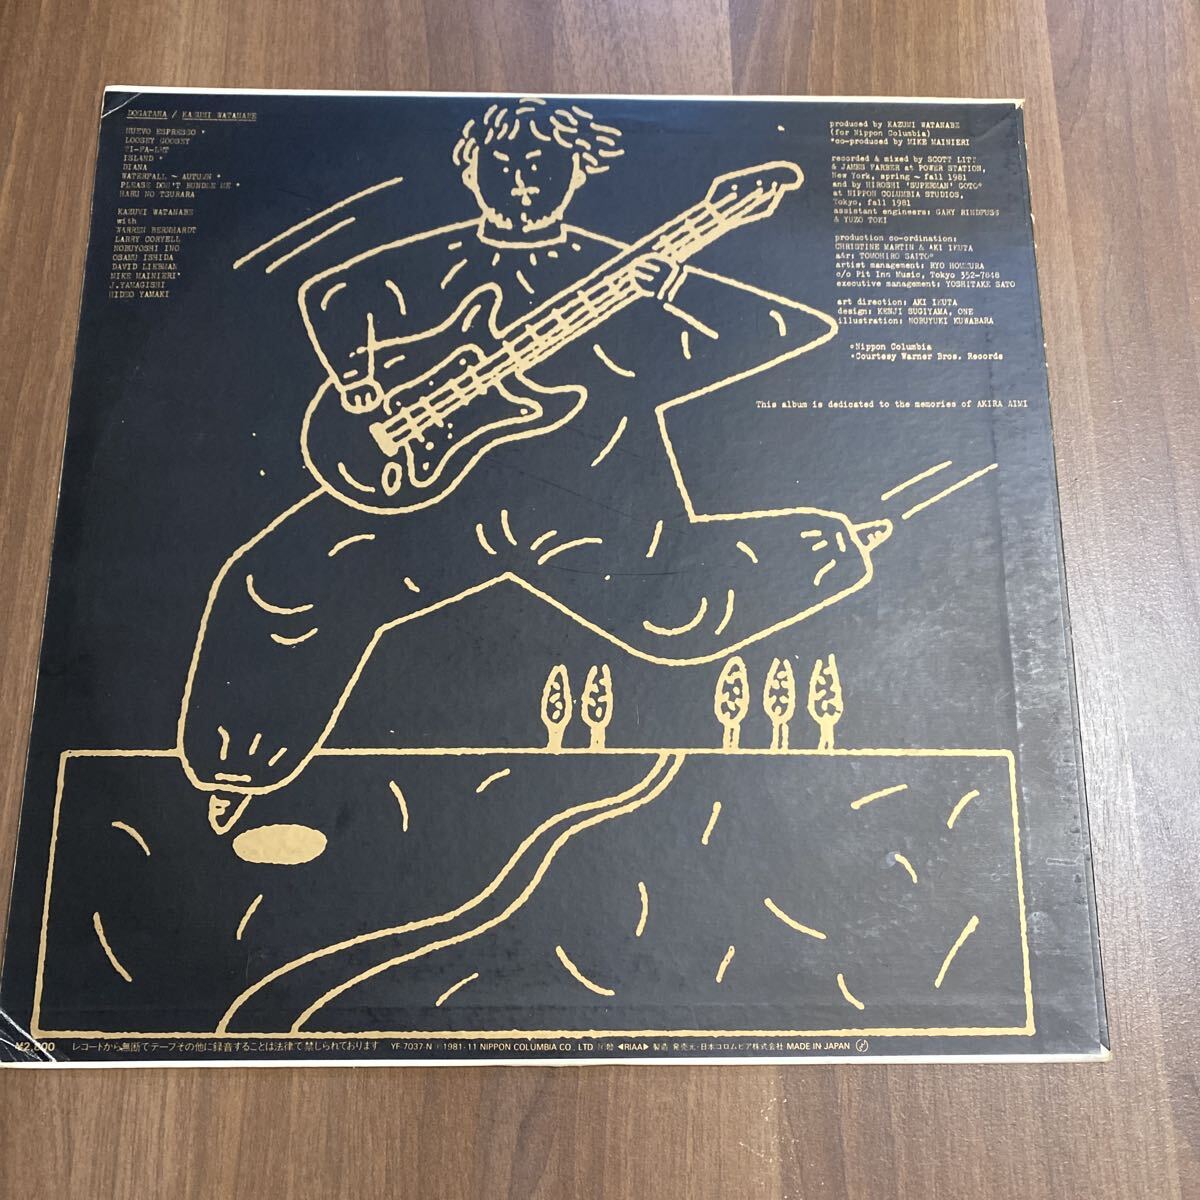 DOGATANA / KAZUMI WATANABE
NUEVO ESPRESSO *
LOOSEY GOOSEY
TI-FA-LET
ISLAND *
DIANA
WATERFALL ~ AUTUMN *
PLEASE DON'T BUNDLE ME *
HARU NO TSURARA
KAZUMI WATANABE
with
WARREN BERNHARDT
LARRY CORYELL
NOBUYOSHI INO
OSAMU ISHIDA
DAVID LIEBMAN
MIKE MAINIERI*
J.YANAGISHI
HIDEO YAMAKI
produced by KAZUMI WATANABE
(for Nippon Columbia)
*co-produced by MIKE MAINIERI
recorded & mixed by SCOTT LITT
& JAMES FARBER at POWER STATION,
New York, spring ~ fall 1981
and by HIROSHI 'SUPERMAN' GOTO°
at NIPPON COLUMBIA STUDIOS,
Tokyo, fall 1981
assistant engineers: GARY RINDFUSS
& YUZO TOKI
production co-ordination:
CHRISTINE MARTIN & AKI IKUTA
a&r: TOMOHIRO SAITO°
artist management: RYO HOMMURA
c/o Pit Inn Music, Tokyo 352-7848
executive management: YOSHITAKE SATO
art direction: AKI IKUTA
design: KENJI SUGIYAMA, ONE
illustration: NOBUYUKI KUWABARA
°Nippon Columbia
*Courtesy Warner Bros. Records
This album is dedicated to the memories of AKIRA AIMI
¥2,800 レコードから無断でテープその他に録音することは法律で禁じられております YF-7037-N ℗1981·11 NIPPON COLUMBIA CO., LTD. ◀RIAA▶ 製造 発売元・日本コロムビア株式会社 MADE IN JAPAN